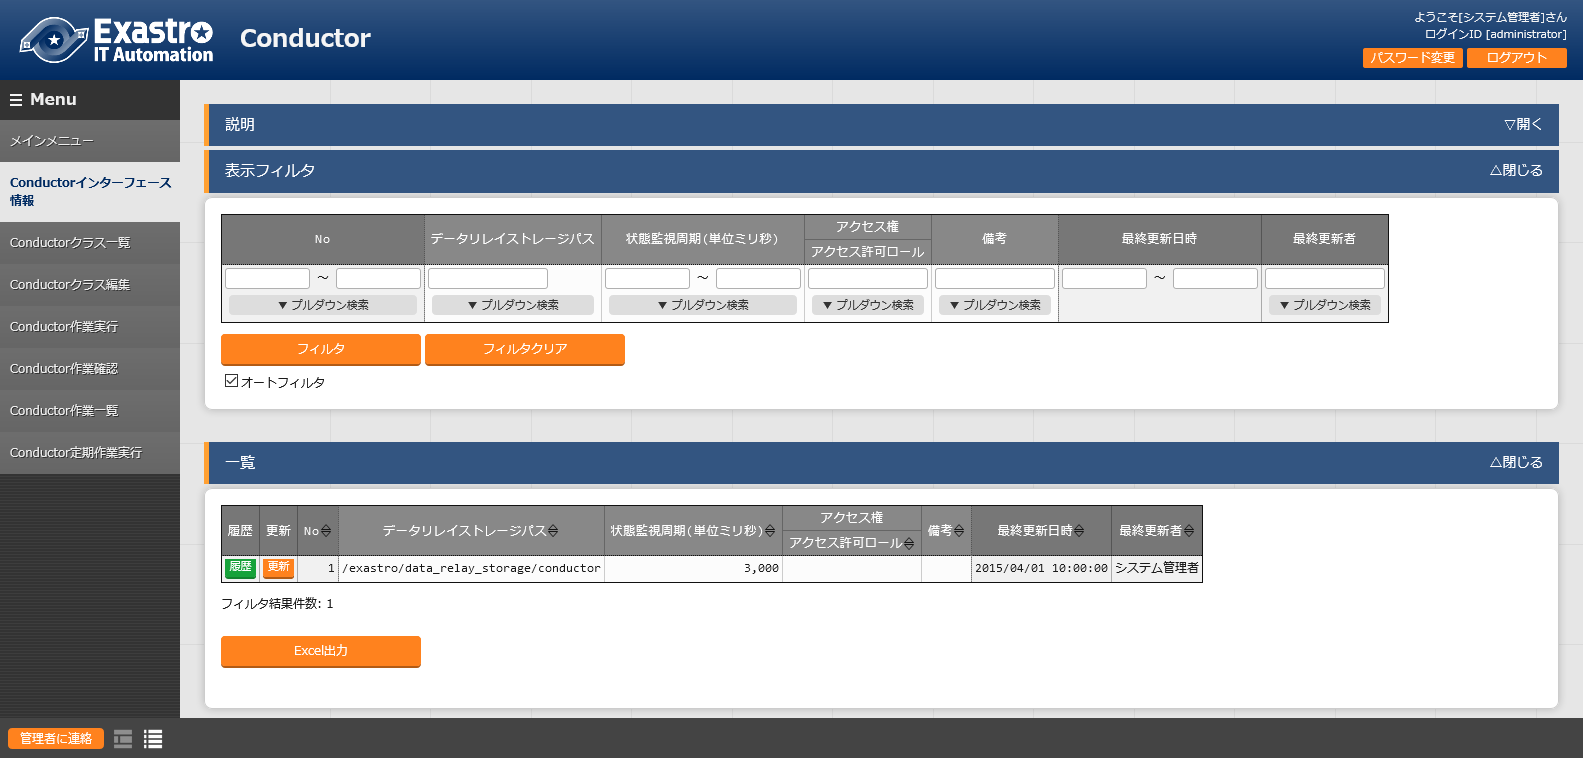 Exastro
IT Automation
Conductor
ようこそ[システム管理者]さん
ログインID [administrator]
パスワード変更 ログアウト
Menu
メインメニュー
Conductorインターフェース
情報
Conductorクラス一覧
Conductorクラス編集
Conductor作業実行
Conductor作業確認
Conductor作業一覧
Conductor定期作業実行
説明 ▽開く
表示フィルタ △閉じる
No データリレイストレージパス 状態監視周期(単位ミリ秒) アクセス権 備考 最終更新日時 最終更新者
アクセス許可ロール
～ ～ ～
▼ プルダウン検索 ▼ プルダウン検索 ▼ プルダウン検索 ▼ プルダウン検索 ▼ プルダウン検索 ▼ プルダウン検索
フィルタ フィルタクリア
オートフィルタ
一覧 △閉じる
履歴 更新 No データリレイストレージパス 状態監視周期(単位ミリ秒) アクセス権 備考 最終更新日時 最終更新者
アクセス許可ロール
履歴 更新 1 /exastro/data_relay_storage/conductor 3,000 2015/04/01 10:00:00 システム管理者
フィルタ結果件数: 1
Excel出力
管理者に連絡